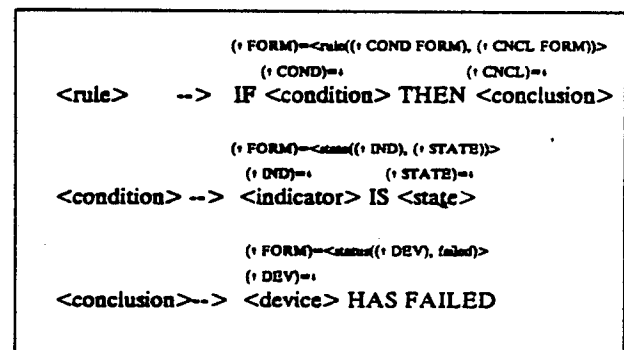 (↑ FORM)=<rule((↑ COND FORM), (↑ CNCL FORM))>
(↑ COND)=↓ (↑ CNCL)=↓
<rule> --> IF <condition> THEN <conclusion>
(↑ FORM)=<status((↑ IND), (↑ STATE))>
(↑ IND)=↓ (↑ STATE)=↓
<condition> --> <indicator> IS <state>
(↑ FORM)=<status((↑ DEV), failed)>
(↑ DEV)=↓
<conclusion>--> <device> HAS FAILED